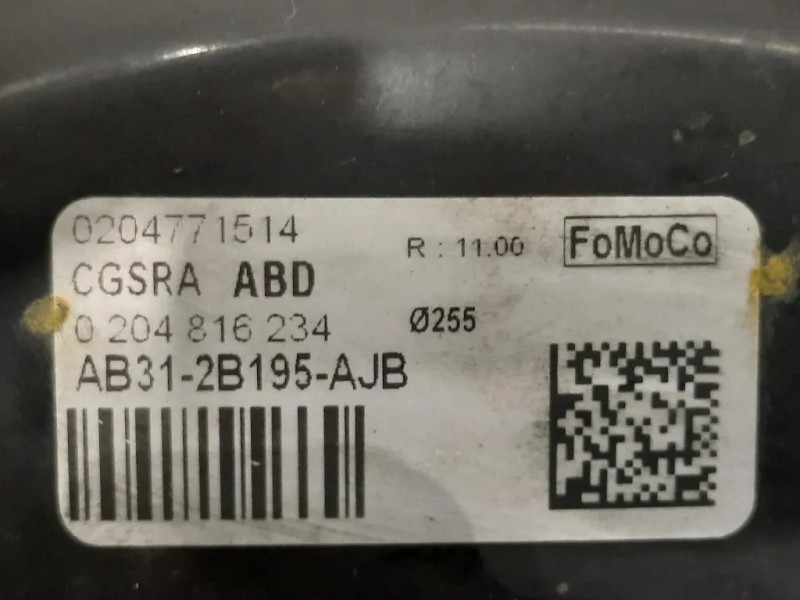 0204771514
R : 11.00
FoMoCo
CGSRA ABD
0 204 816 234
Ø255
AB31-2B195-AJB